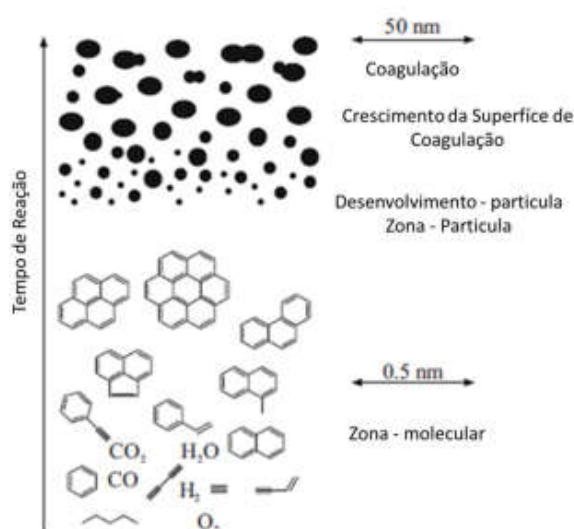 50 nm
Coagulação
Crescimento da Superfíce de
Coagulação
Desenvolvimento - particula
Zona - Particula
Tempo de Reação
0.5 nm
CO₂
H₂O
Zona - molecular
CO
H₂
O₂